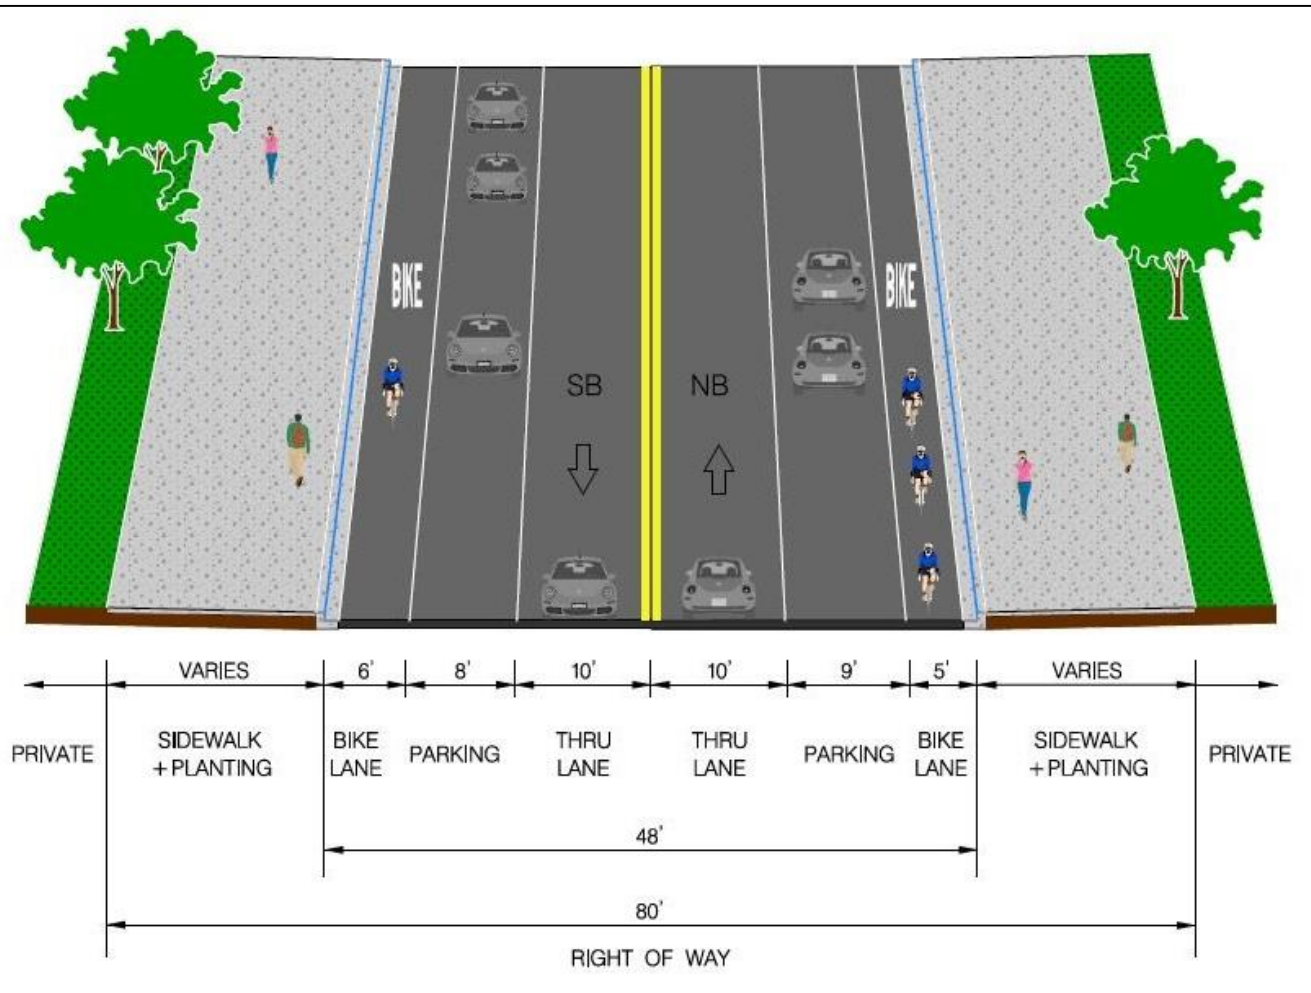 BIKE
BIKE
SB
NB
VARIES
6'
8'
10'
10'
9'
5'
VARIES
PRIVATE
SIDEWALK
+PLANTING
BIKE
LANE
PARKING
THRU
LANE
THRU
LANE
PARKING
BIKE
LANE
SIDEWALK
+PLANTING
PRIVATE
48'
80'
RIGHT OF WAY